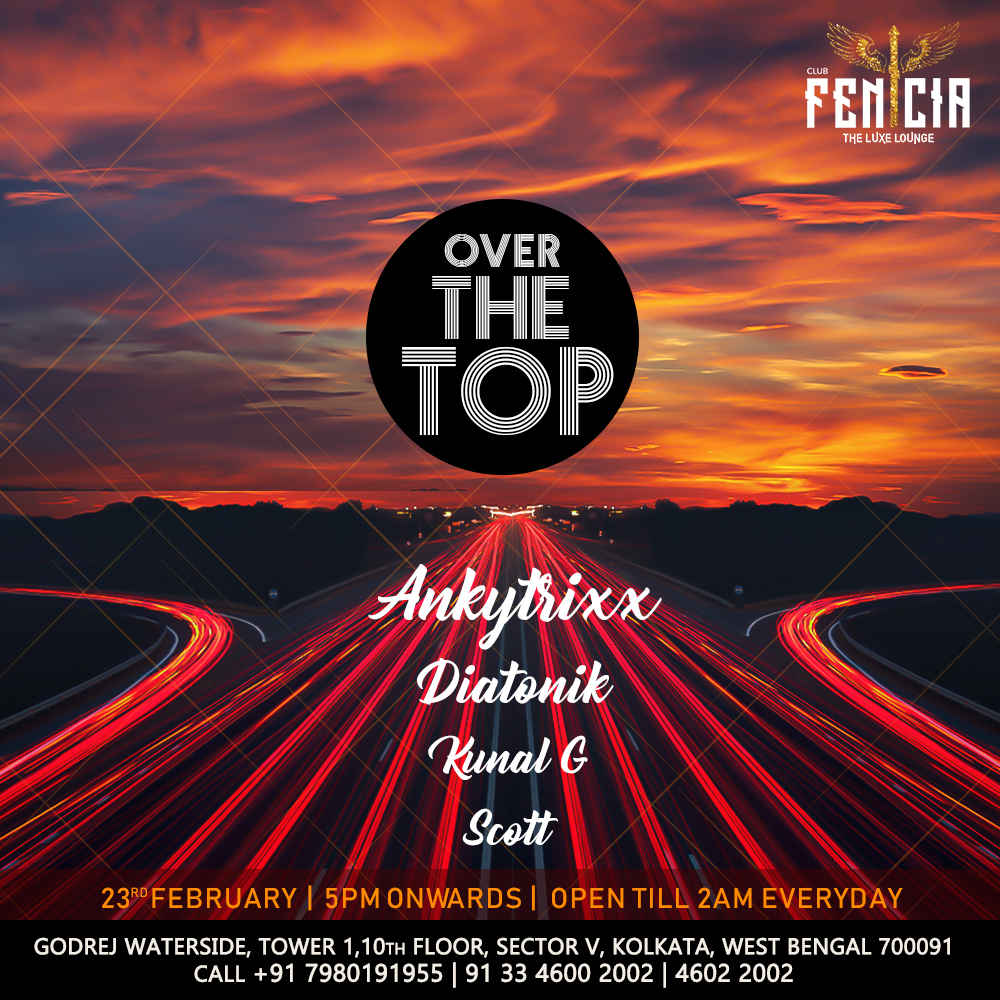 CLUB
FENICIA
THE LUXE LOUNGE
OVER
THE
TOP
Ankytrixx
Diatonik
Kunal G
Scott
23RD FEBRUARY | 5PM ONWARDS | OPEN TILL 2AM EVERYDAY
GODREJ WATERSIDE, TOWER 1,10TH FLOOR, SECTOR V, KOLKATA, WEST BENGAL 700091
CALL +91 7980191955 | 91 33 4600 2002 | 4602 2002